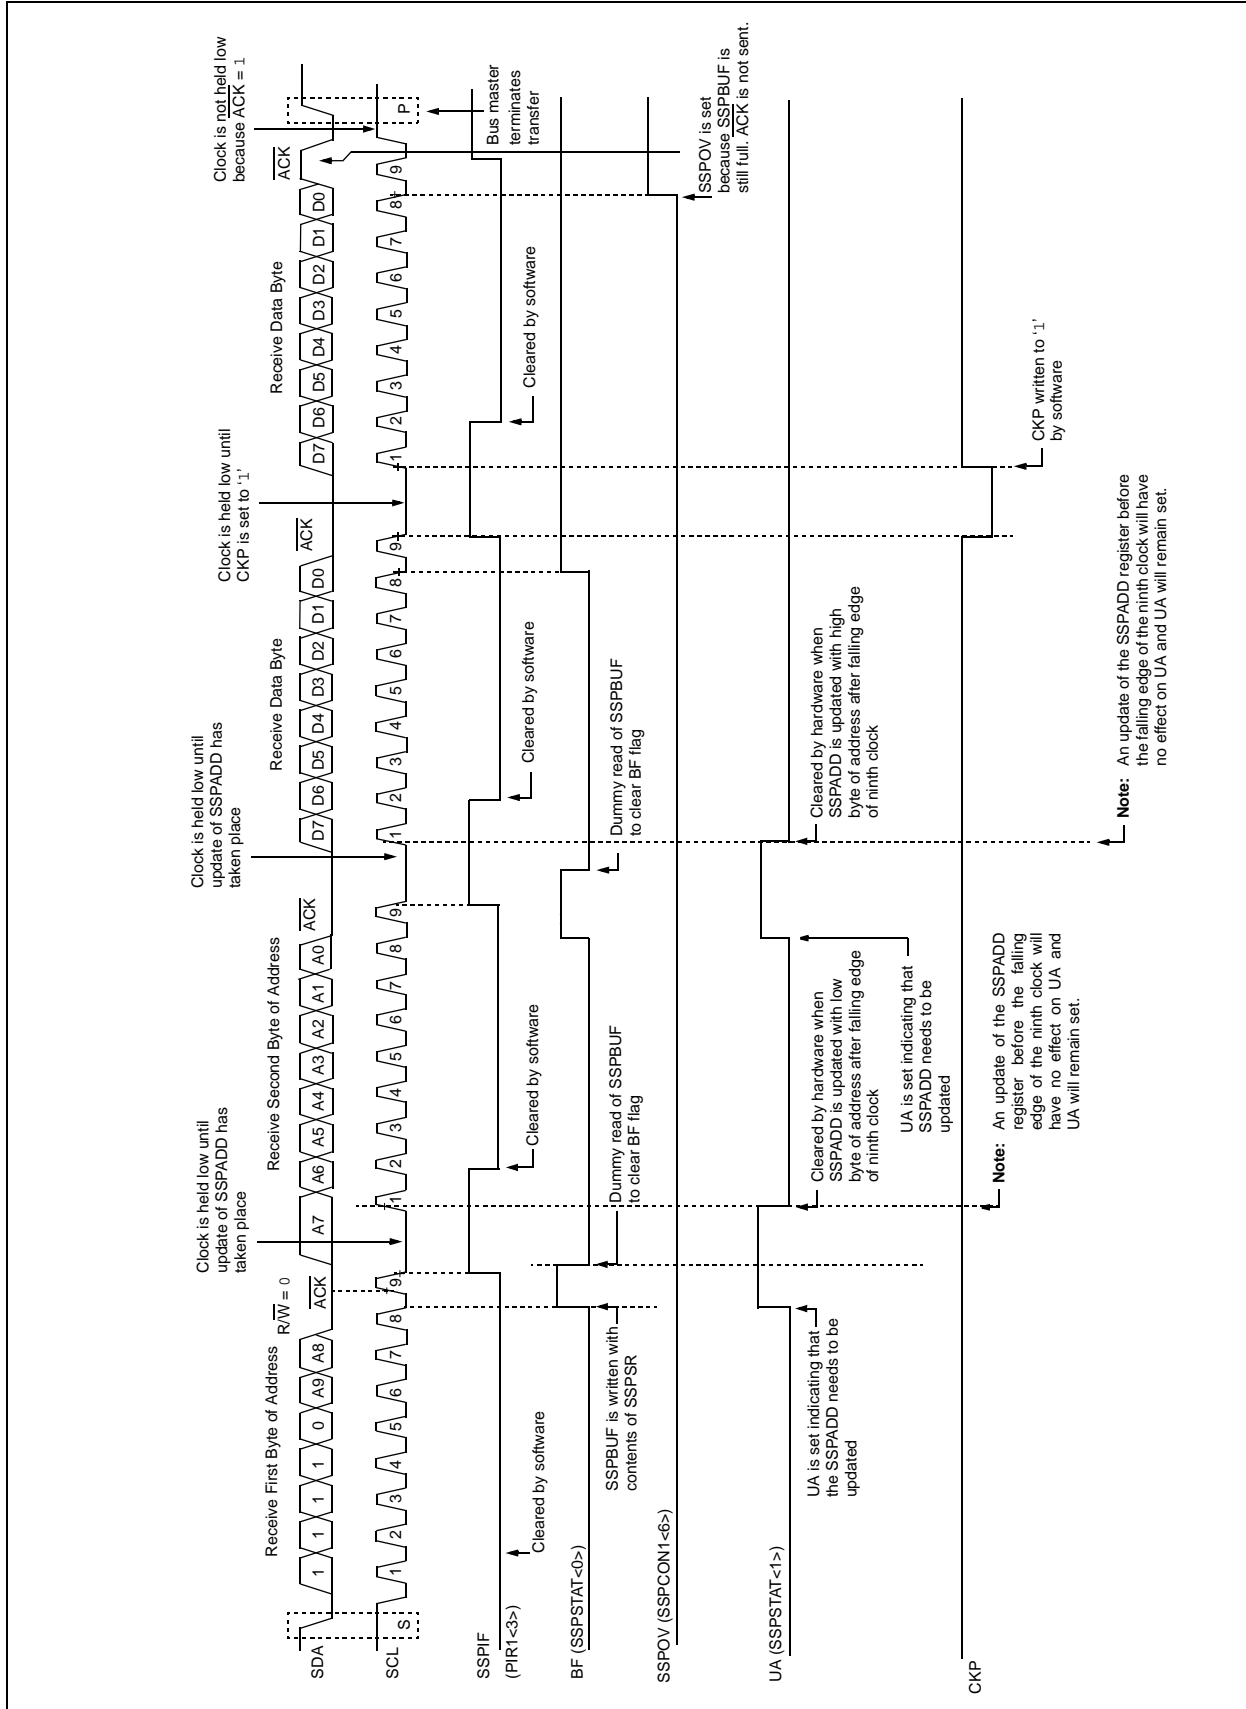 Receive First Byte of Address
R/W = 0
Receive Second Byte of Address
Receive Data Byte
Receive Data Byte
SDA
1 1 1 1 0 A9 A8
ACK
A7 A6 A5 A4 A3 A2 A1 A0
ACK
D7 D6 D5 D4 D3 D2 D1 D0
ACK
D7 D6 D5 D4 D3 D2 D1 D0
ACK
Clock is held low until
update of SSPADD has
taken place
Clock is held low until
update of SSPADD has
taken place
Clock is held low until
CKP is set to ‘1’
Clock is not held low
because ACK = 1
SCL
S
1 2 3 4 5 6 7 8 9
1 2 3 4 5 6 7 8 9
1 2 3 4 5 6 7 8 9
1 2 3 4 5 6 7 8 9
P
Bus master
terminates
transfer
SSPIF
(PIR1<3>)
Cleared by software
Cleared by software
Cleared by software
Cleared by software
BF (SSPSTAT<0>)
SSPBUF is written with
contents of SSPSR
Dummy read of SSPBUF
to clear BF flag
Dummy read of SSPBUF
to clear BF flag
SSPOV (SSPCON1<6>)
SSPOV is set
because SSPBUF is
still full. ACK is not sent.
UA (SSPSTAT<1>)
UA is set indicating that
the SSPADD needs to be
updated
Cleared by hardware when
SSPADD is updated with low
byte of address after falling edge
of ninth clock
UA is set indicating that
SSPADD needs to be
updated
Cleared by hardware when
SSPADD is updated with high
byte of address after falling edge
of ninth clock
CKP
CKP written to ‘1’
by software
Note: An update of the SSPADD
register before the falling
edge of the ninth clock will
have no effect on UA and
UA will remain set.
Note: An update of the SSPADD register before
the falling edge of the ninth clock will have
no effect on UA and UA will remain set.